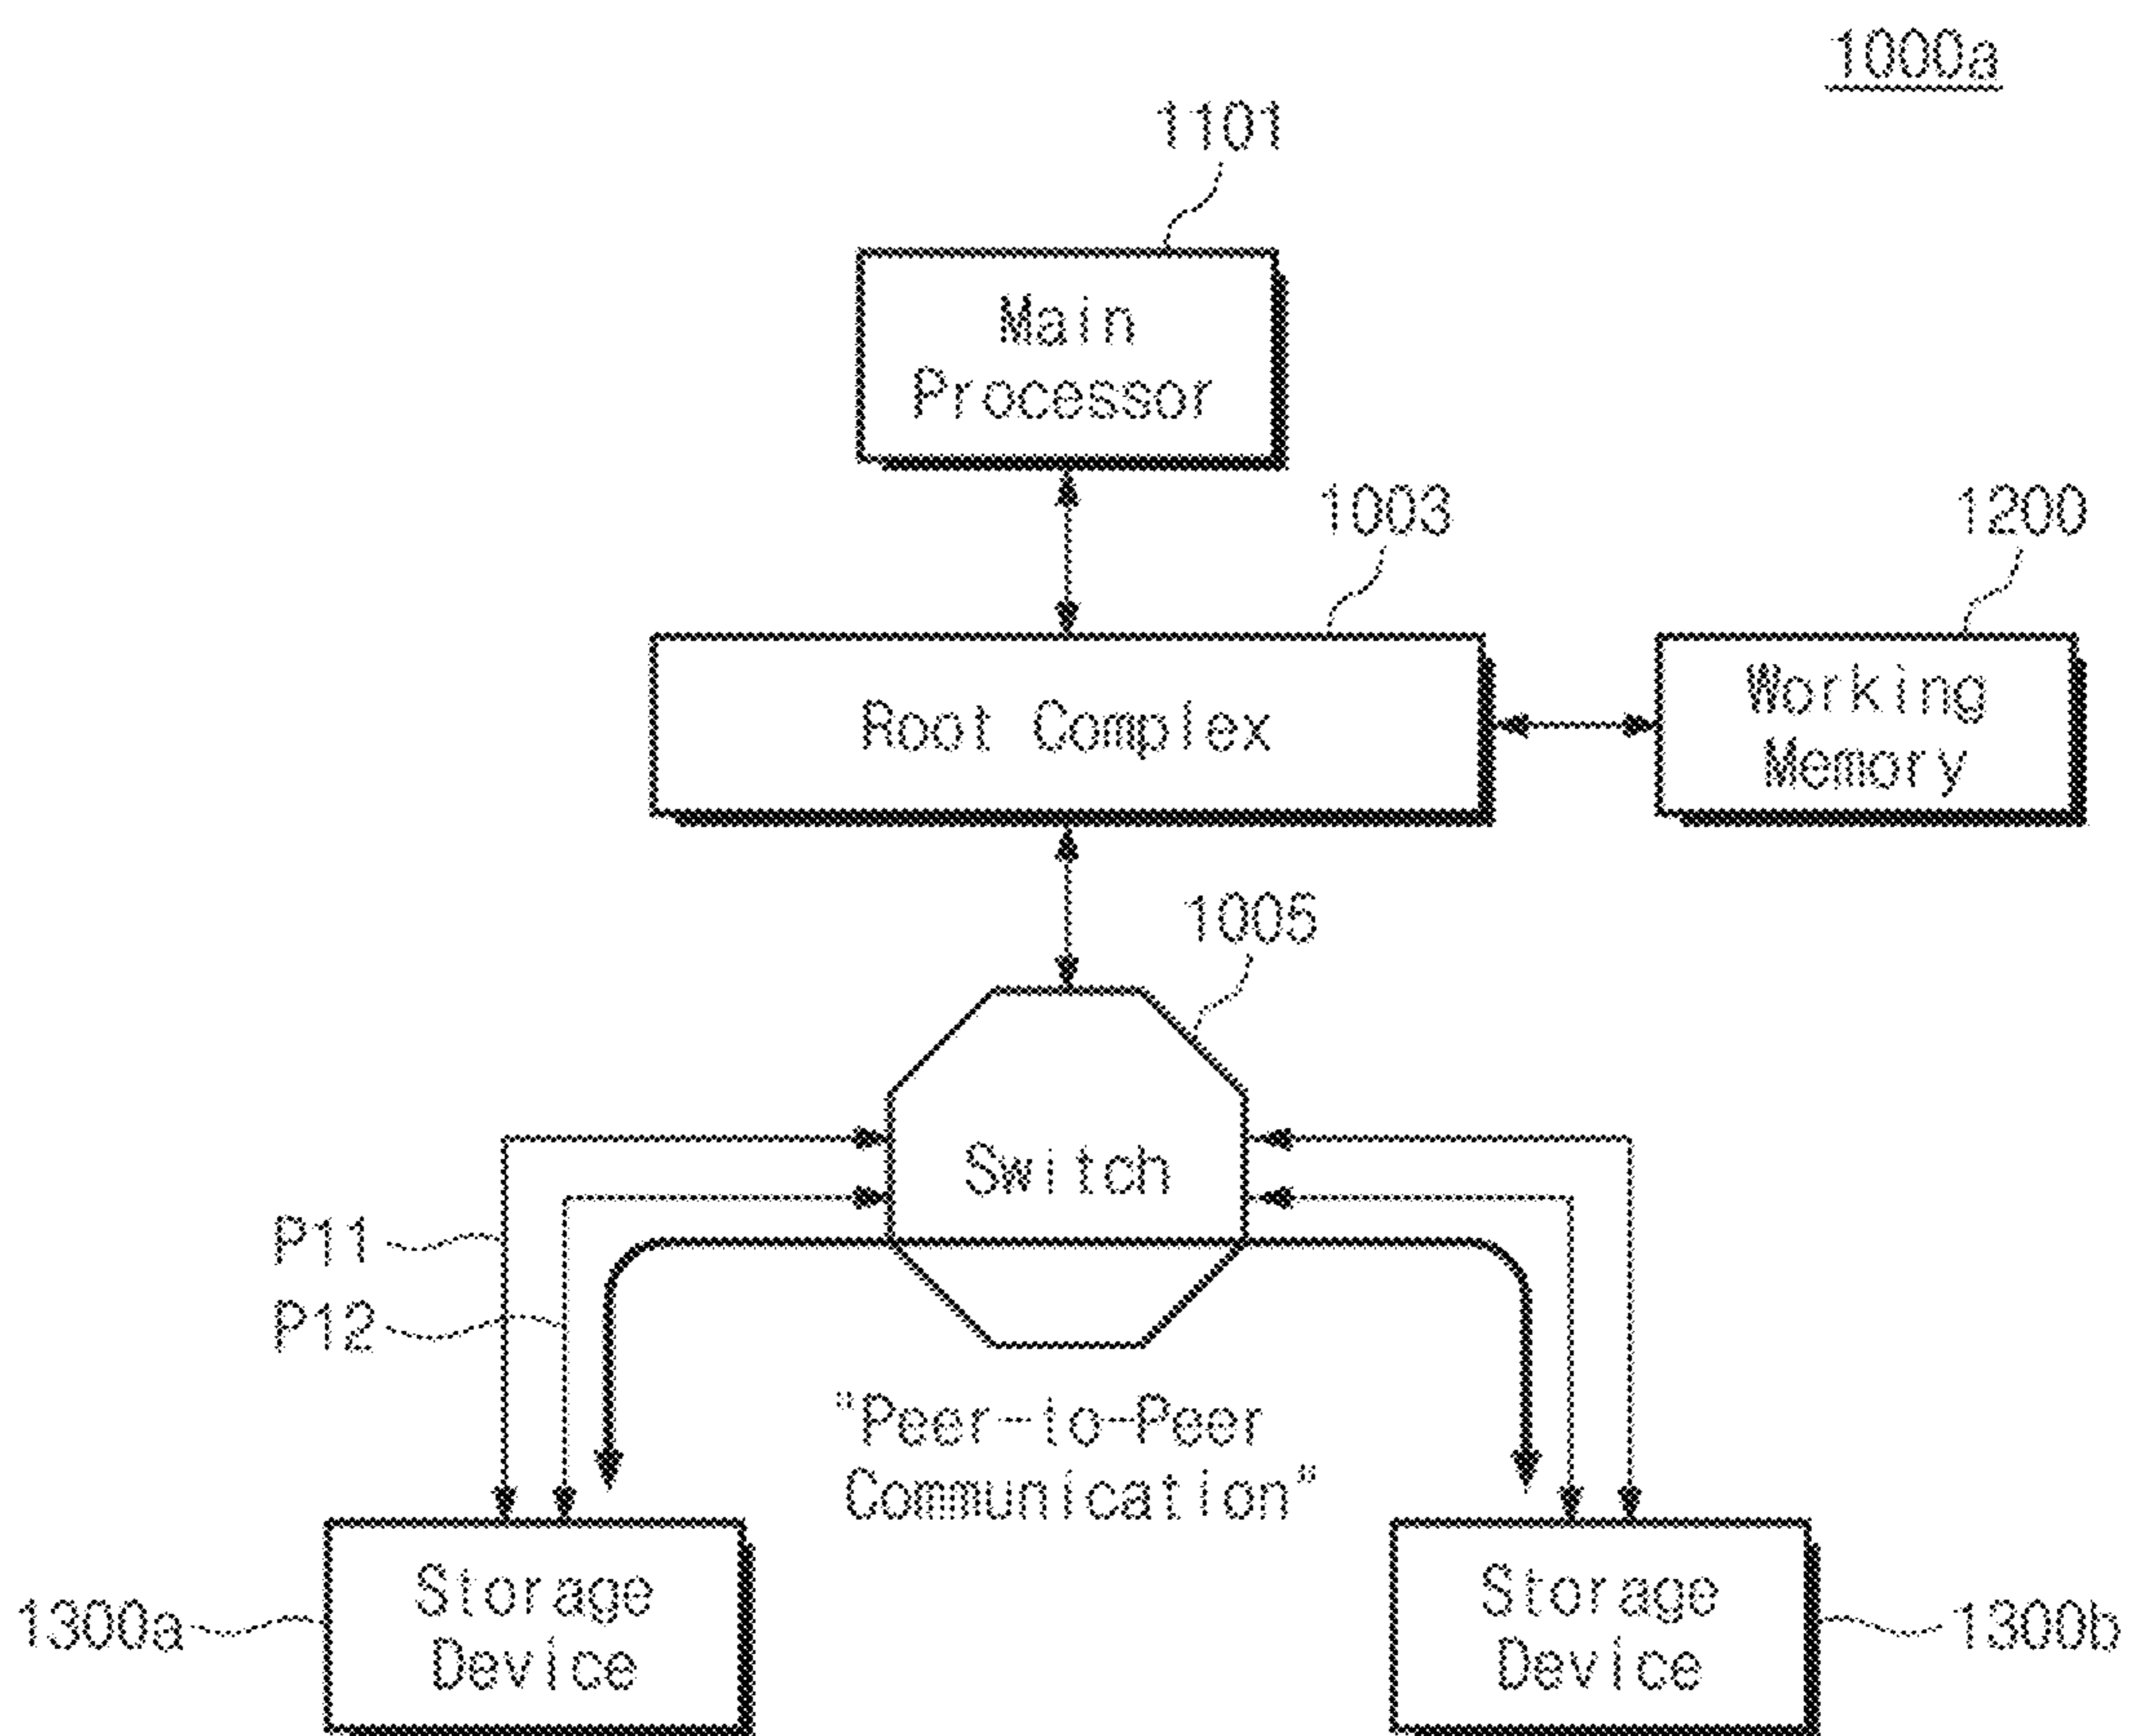 1000a
1101
Main
Processor
1003
1200
Root Complex
Working
Memory
1005
Switch
P11
P12
"Peer-to-Peer
Communication"
1300a
Storage
Device
Storage
Device
1300b